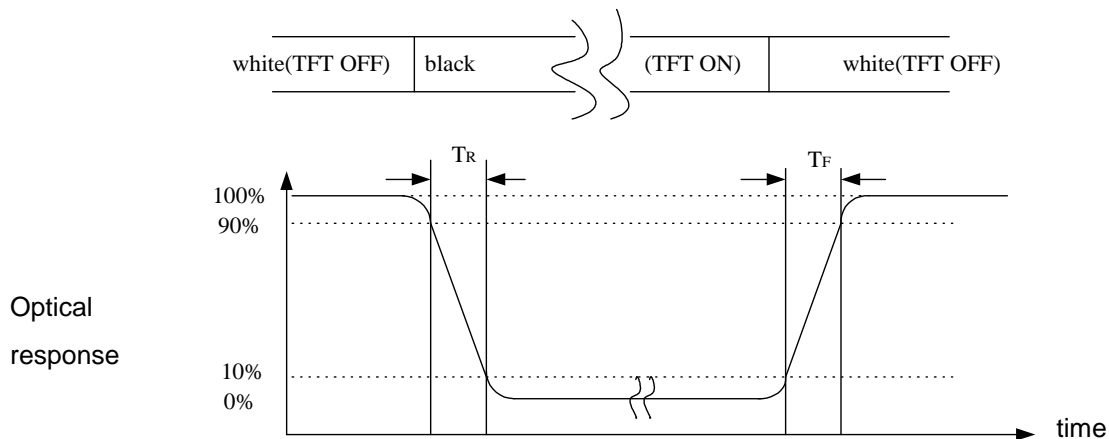 white(TFT OFF) black (TFT ON) white(TFT OFF)
TR TF
100%
90%
Optical
response
10%
0%
time